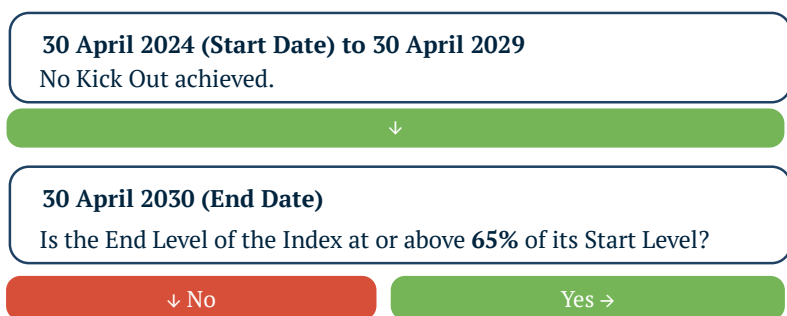 30 April 2024 (Start Date) to 30 April 2029
No Kick Out achieved.
↓
30 April 2030 (End Date)
Is the End Level of the Index at or above 65% of its Start Level?
↓ No
Yes →